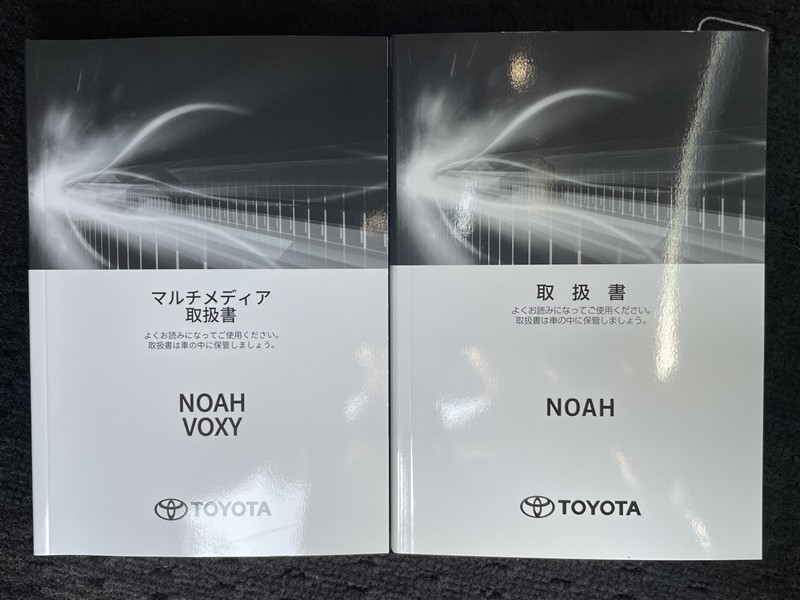 マルチメディア
取扱書
よくお読みになってご使用ください。
取扱書は車の中に保管しましょう。
NOAH
VOXY
TOYOTA
取扱書
よくお読みになってご使用ください。
取扱書は車の中に保管しましょう。
NOAH
TOYOTA